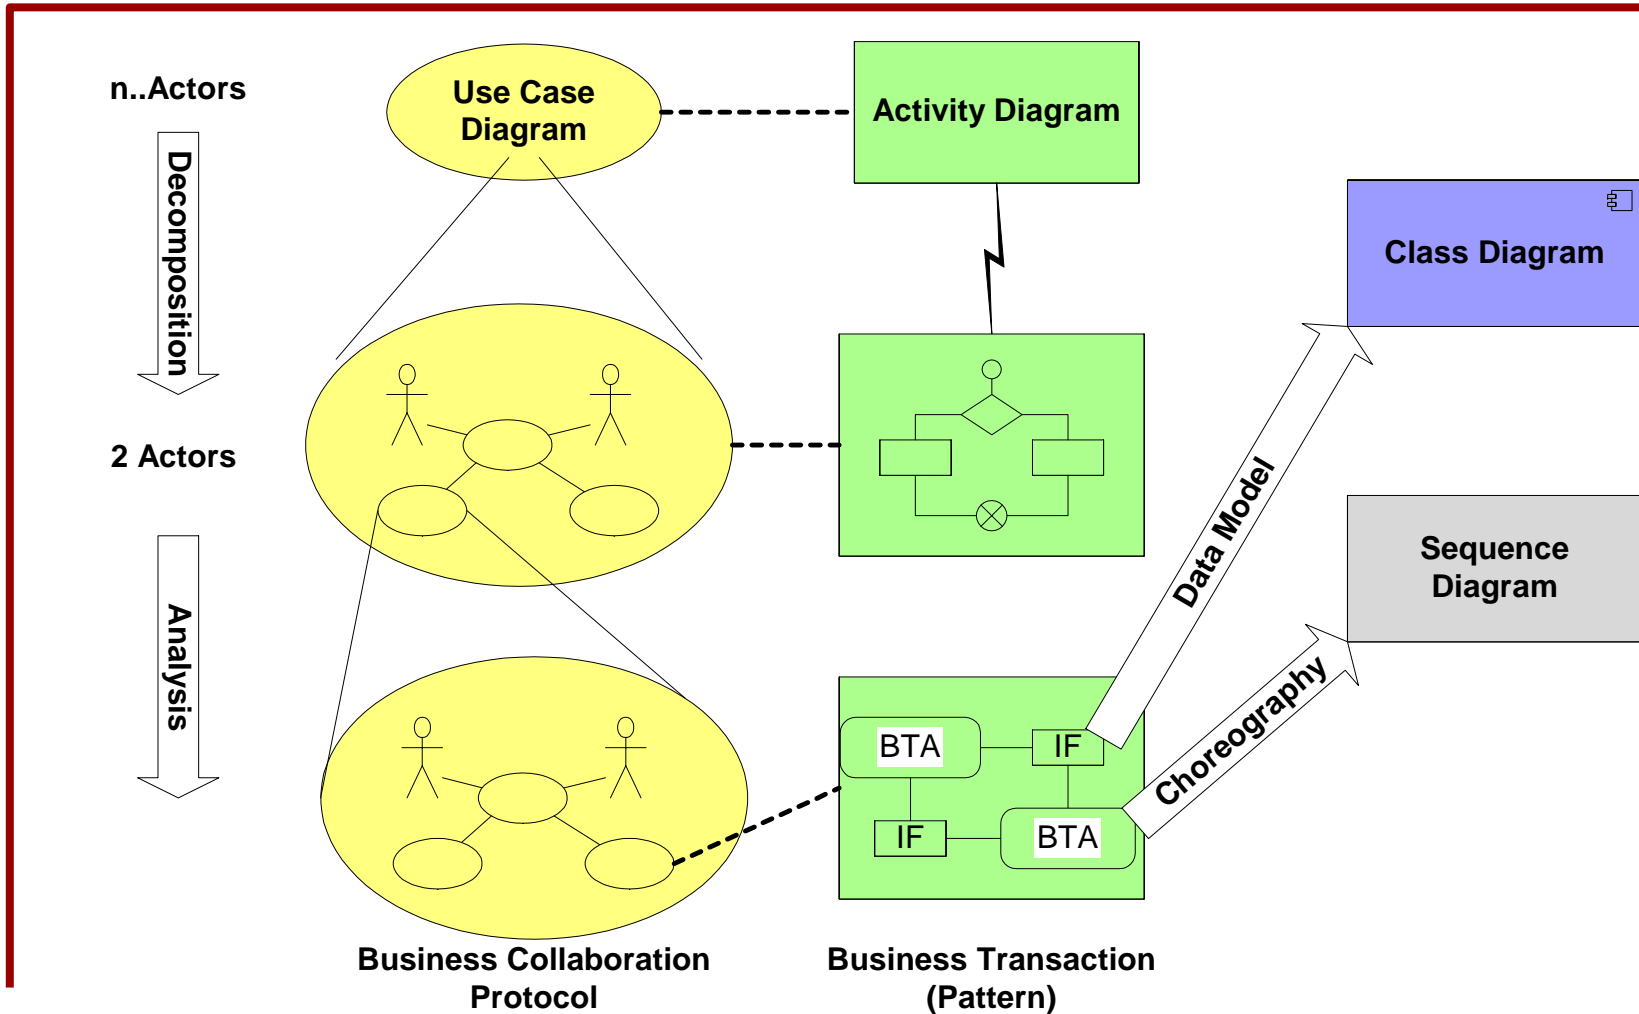 n..Actors
Use Case
Diagram
Activity Diagram
Decomposition
Class Diagram
2 Actors
Data Model
Sequence
Diagram
Analysis
Choreography
BTA
IF
IF
BTA
Business Collaboration
Protocol
Business Transaction
(Pattern)